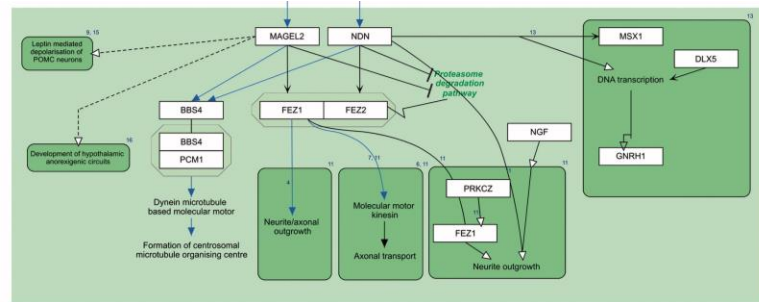 9, 15
Leptin mediated
depolarisation of
POMC neurons
MAGEL2
NDN
13
13
MSX1
DLX5
DNA transcription
GNRH1
Proteasome
degradation
pathway
BBS4
FEZ1
FEZ2
BBS4
PCM1
16
Development of hypothalamic
anorexigenic circuits
NGF
11
7, 11
6, 11
11
11
4
PRKCZ
11
FEZ1
Dynein microtubule
based molecular motor
Neurite/axonal
outgrowth
Molecular motor
kinesin
Formation of centrosomal
microtubule organising centre
Axonal transport
Neurite outgrowth